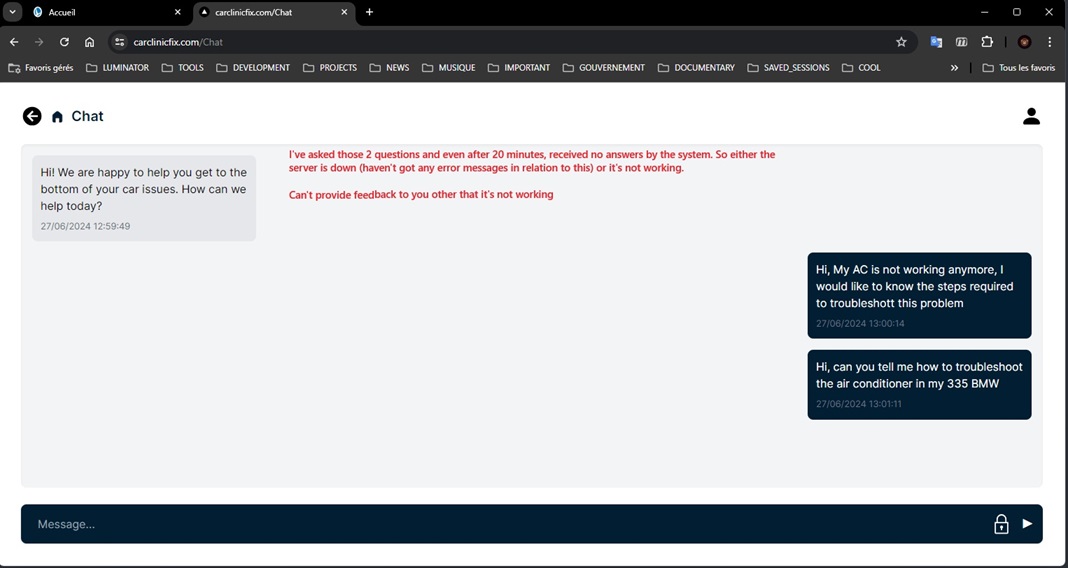 Accueil
carclinicfix.com/Chat
carclinicfix.com/Chat
Favoris gérés
LUMINATOR
TOOLS
DEVELOPMENT
PROJECTS
NEWS
MUSIQUE
IMPORTANT
GOUVERNEMENT
DOCUMENTARY
SAVED_SESSIONS
COOL
Tous les favoris
Chat
Hi! We are happy to help you get to the
bottom of your car issues. How can we
help today?
27/06/2024 12:59:49
I've asked those 2 questions and even after 20 minutes, received no answers by the system. So either the
server is down (haven't got any error messages in relation to this) or it's not working.
Can't provide feedback to you other that it's not working
Hi, My AC is not working anymore, I
would like to know the steps required
to troubleshott this problem
27/06/2024 13:00:14
Hi, can you tell me how to troubleshoot
the air conditioner in my 335 BMW
27/06/2024 13:01:11
Message...